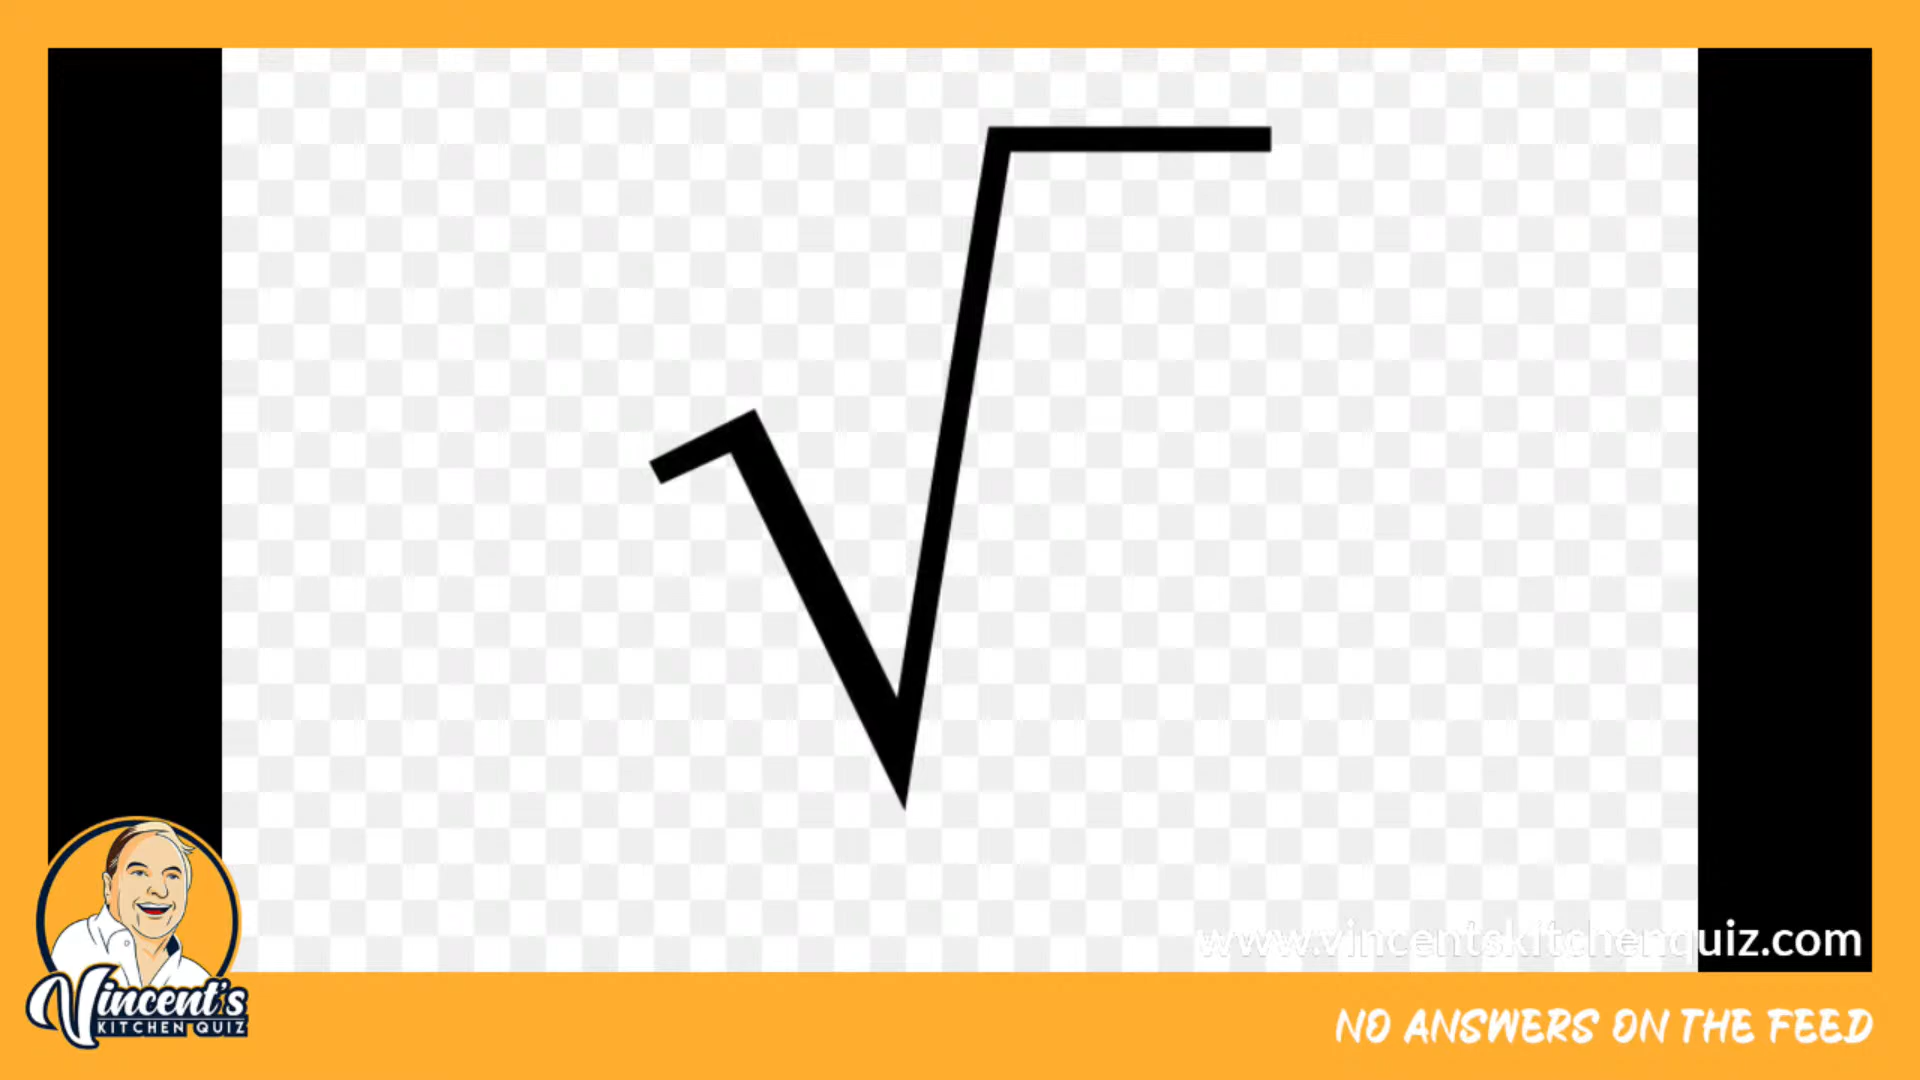 √
www.vincentskitchenquiz.com
Vincent's
KITCHEN QUIZ
NO ANSWERS ON THE FEED